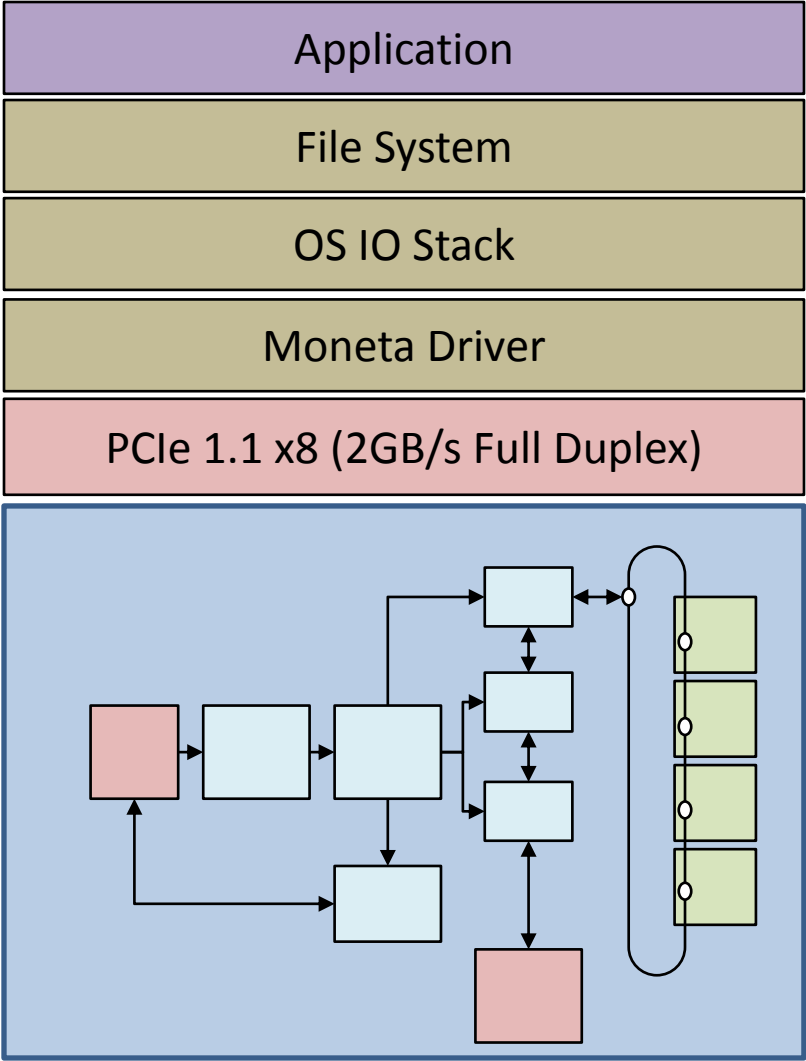 Application
File System
OS IO Stack
Moneta Driver
PCIe 1.1 x8 (2GB/s Full Duplex)